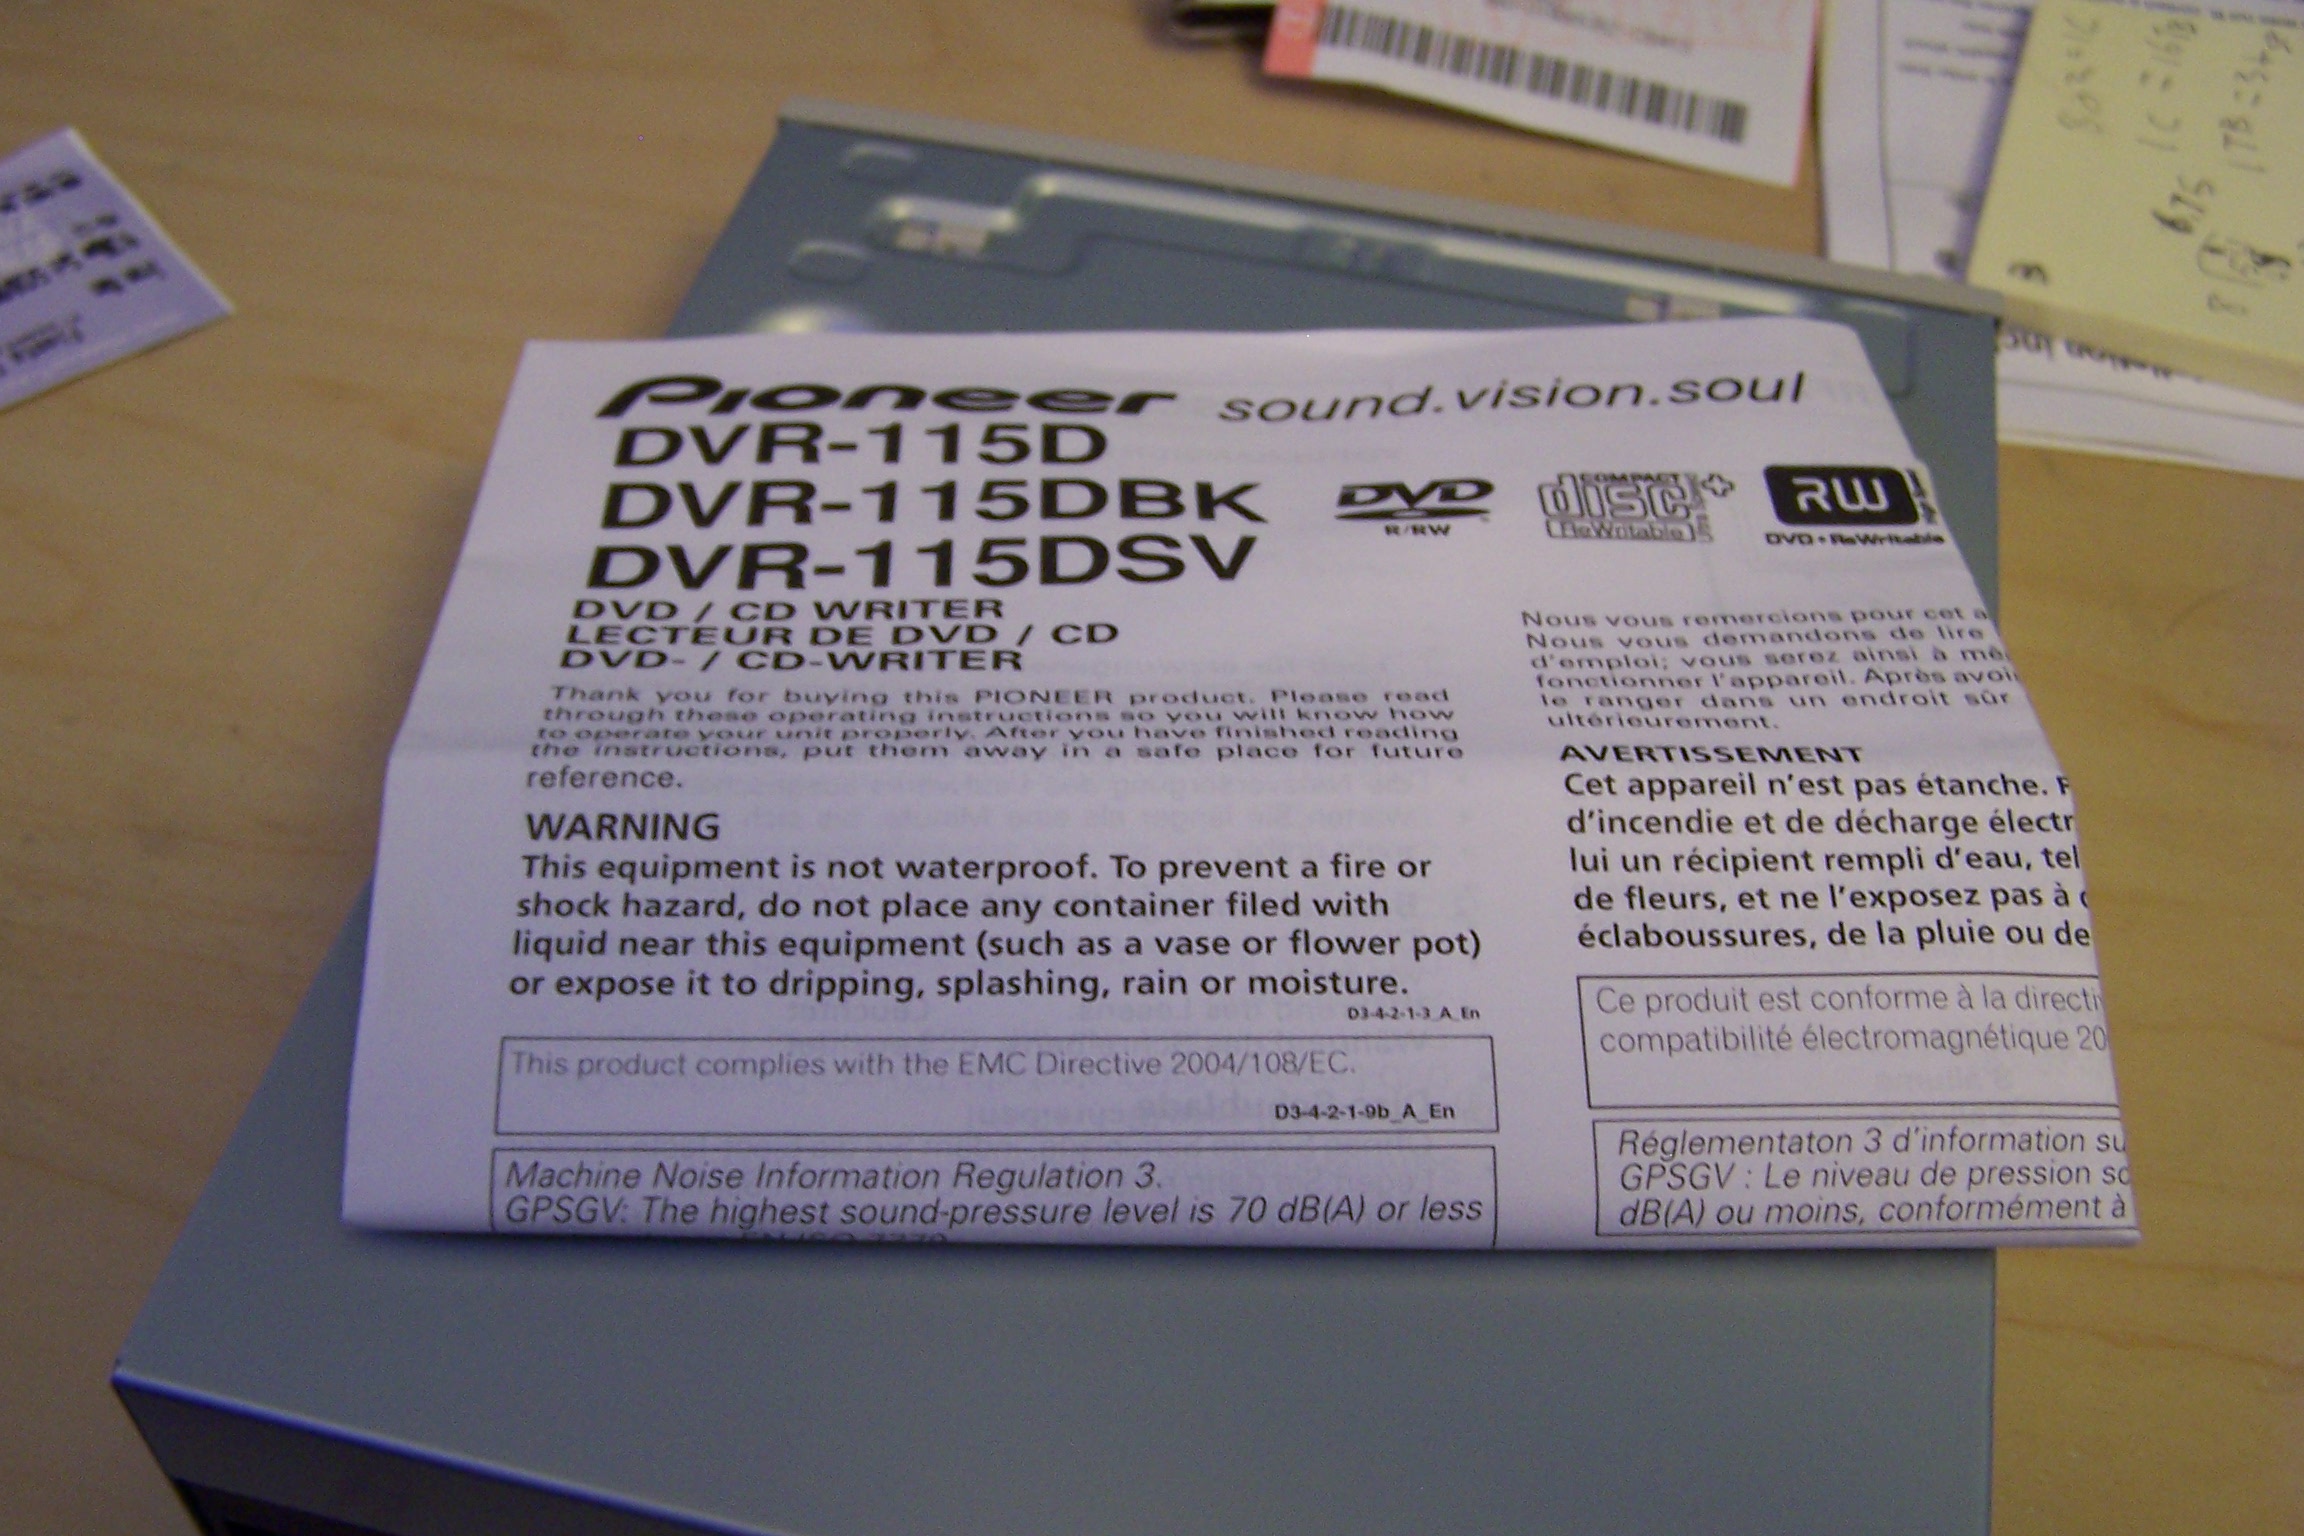 Pioneer sound.vision.soul
DVR-115D
DVR-115DBK
DVR-115DSV
DVD R/RW
COMPACT disc ReWritable
RW DVD+ReWritable
DVD / CD WRITER
LECTEUR DE DVD / CD
DVD- / CD-WRITER
Thank you for buying this PIONEER product. Please read
through these operating instructions so you will know how
to operate your unit properly. After you have finished reading
the instructions, put them away in a safe place for future
reference.
WARNING
This equipment is not waterproof. To prevent a fire or
shock hazard, do not place any container filed with
liquid near this equipment (such as a vase or flower pot)
or expose it to dripping, splashing, rain or moisture.
D3-4-2-1-3_A_En
This product complies with the EMC Directive 2004/108/EC.
D3-4-2-1-9b_A_En
Machine Noise Information Regulation 3.
GPSGV: The highest sound-pressure level is 70 dB(A) or less
Nous vous remercions pour cet
Nous vous demandons de lire
d'emploi; vous serez ainsi à
fonctionner l'appareil. Après
le ranger dans un endroit sûr
ultérieurement.
AVERTISSEMENT
Cet appareil n'est pas étanche.
d'incendie et de décharge
lui un récipient rempli d'eau, tel
de fleurs, et ne l'exposez pas à
éclaboussures, de la pluie ou de
Ce produit est conforme à la
compatibilité électromagnétique 20
Réglementaton 3 d'information
GPSGV : Le niveau de pression
dB(A) ou moins, conformément à